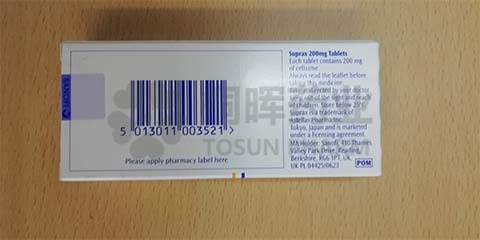 Suprax 200mg Tablets
Each tablet contains 200 mg
of cefixime.
Always read the leaflet before
taking this medicine.
Use as directed by your doctor
Keep out of the sight and reach
of children. Store below 25°C
Suprax is a trademark of
Astellas Pharma Inc.
Tokyo, Japan and is marketed
under a licensing agreement.
MA Holder: Sanofi, 410 Thames
Valley Park Drive, Reading,
Berkshire, RG6 1PT, UK.
UK PL 04425/0623
POM
SANOFI
5 013011 003521 >
Please apply pharmacy label here
TOSUN